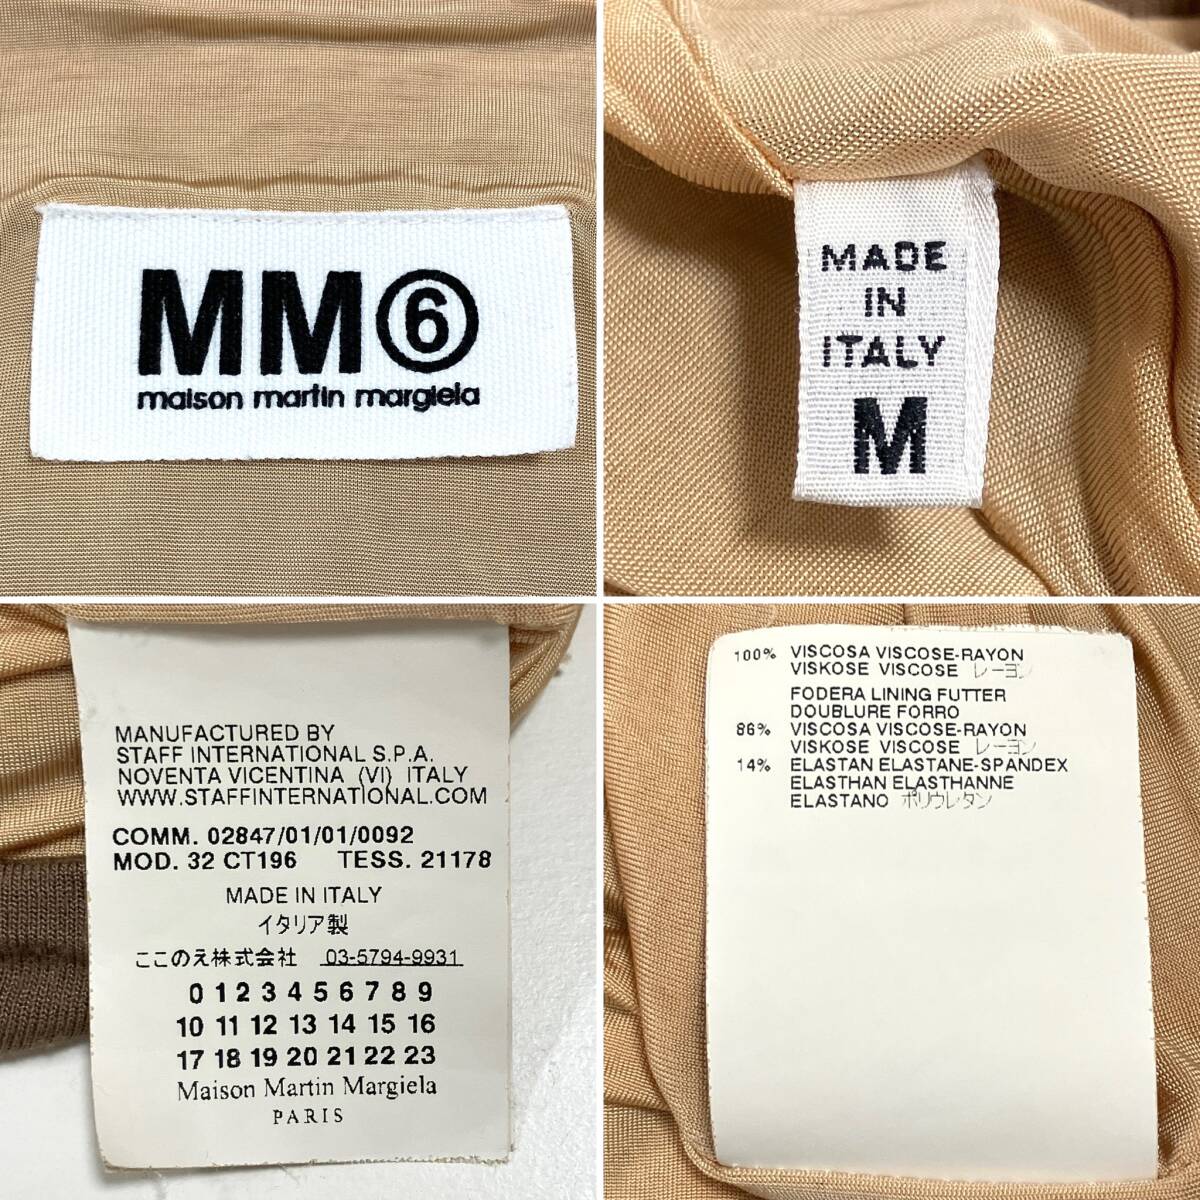 MM⑥
maison martin margiela
MADE
IN
ITALY
M
MANUFACTURED BY
STAFF INTERNATIONAL S.P.A.
NOVENTA VICENTINA (VI) ITALY
WWW.STAFFINTERNATIONAL.COM
COMM. 02847/01/01/0092
MOD. 32 CT196 TESS. 21178
MADE IN ITALY
イタリア製
ここのえ株式会社 03-5794-9931
0 1 2 3 4 5 6 7 8 9
10 11 12 13 14 15 16
17 18 19 20 21 22 23
Maison Martin Margiela
PARIS
100% VISCOSA VISCOSE-RAYON
VISKOSE VISCOSE レーヨン
FODERA LINING FUTTER
DOUBLURE FORRO
86% VISCOSA VISCOSE-RAYON
VISKOSE VISCOSE レーヨン
14% ELASTAN ELASTANE-SPANDEX
ELASTHAN ELASTHANNE
ELASTANO ポリウレタン